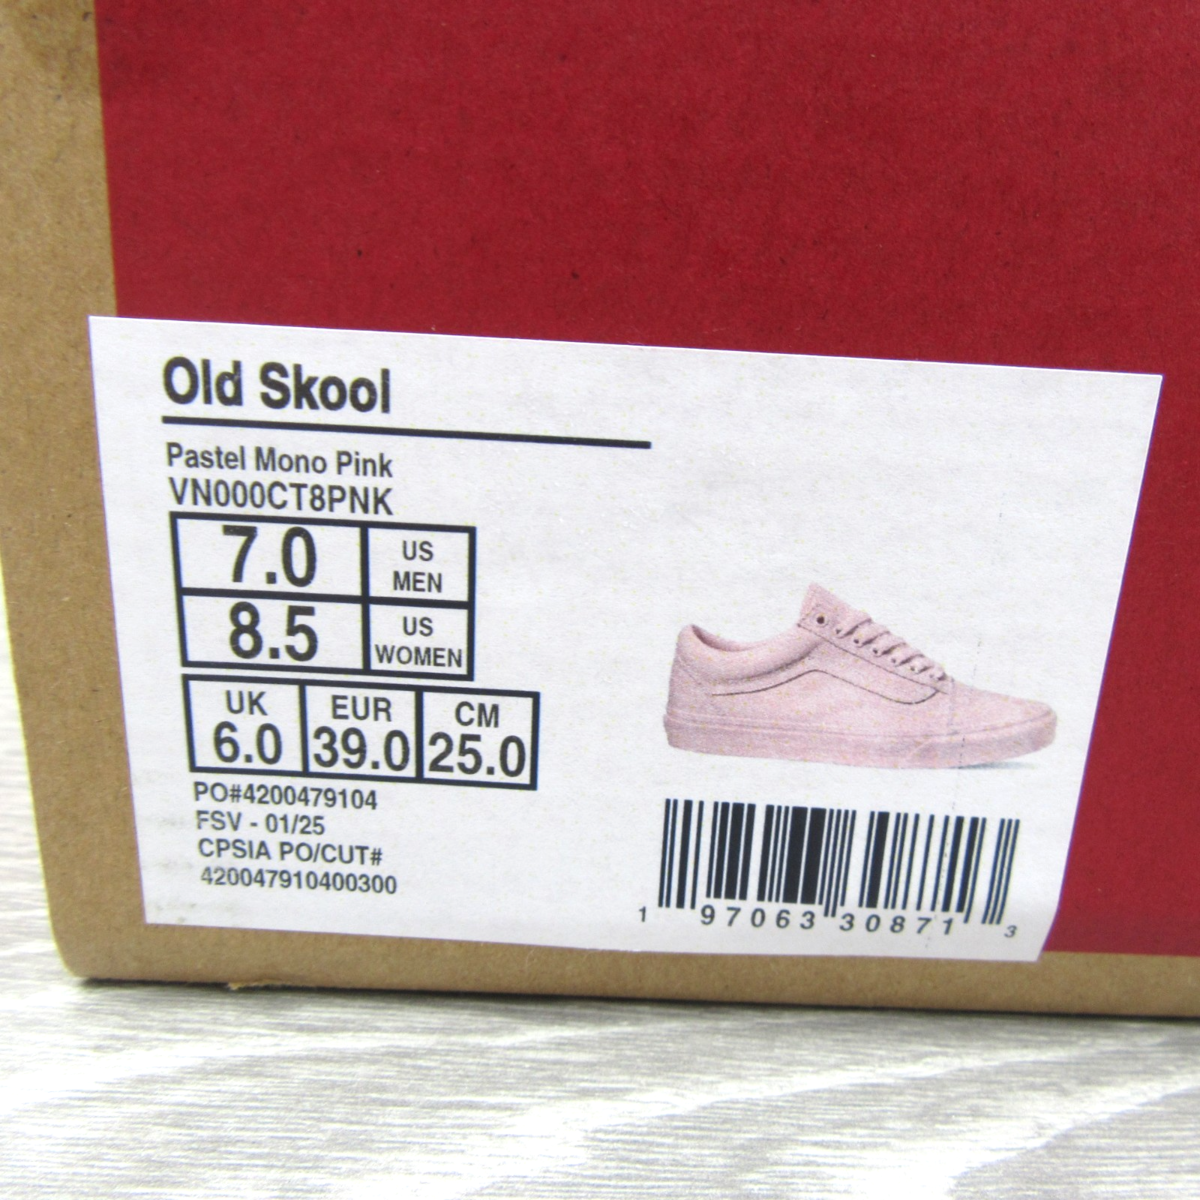 Old Skool
Pastel Mono Pink
VN000CT8PNK
7.0 US MEN
8.5 US WOMEN
UK EUR CM
6.0 39.0 25.0
PO#4200479104
FSV - 01/25
CPSIA PO/CUT#
420047910400300
1 97063 30871 3